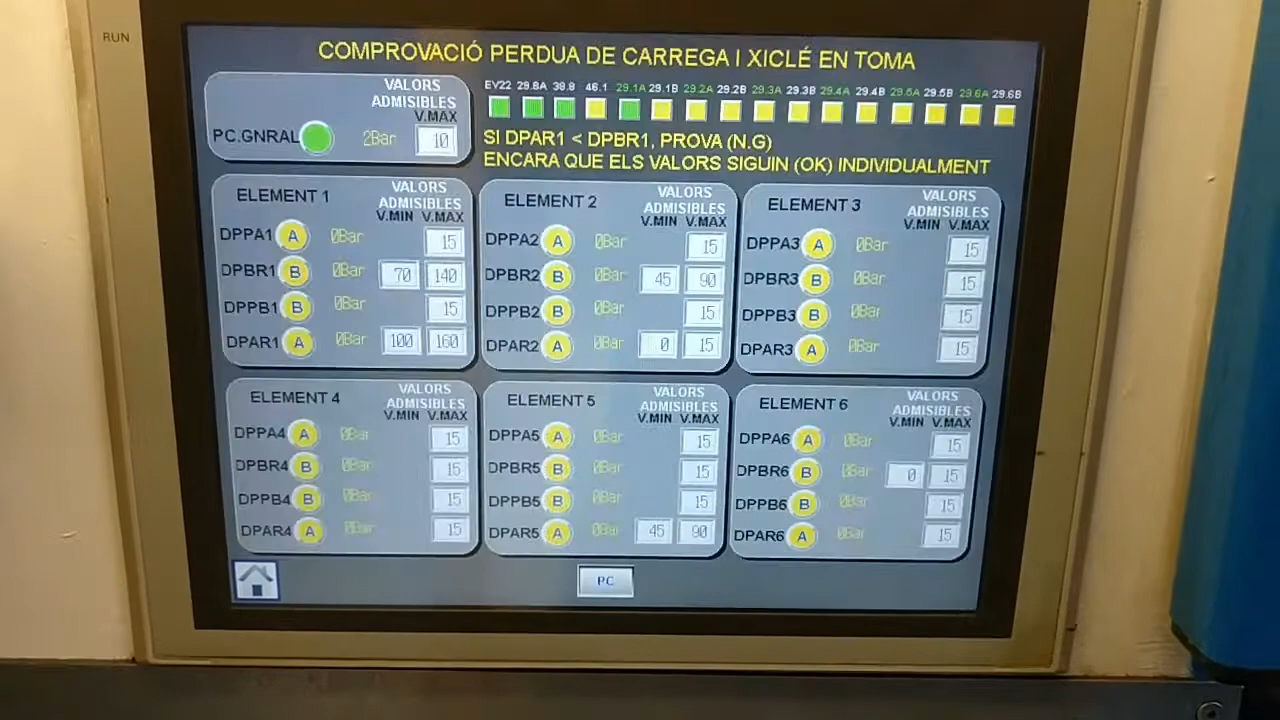 RUN
COMPROVACIÓ PERDUA DE CARREGA I XICLÉ EN TOMA
VALORS
ADMISIBLES
V.MAX
PC.GNRAL 2Bar 10
EV22 29.8A 39.8 46.1 29.1A 29.1B 29.2A 29.2B 29.3A 29.3B 29.4A 29.4B 29.5A 29.5B 29.6A 29.6B
SI DPAR1 < DPBR1, PROVA (N.G)
ENCARA QUE ELS VALORS SIGUIN (OK) INDIVIDUALMENT
ELEMENT 1
VALORS
ADMISIBLES
V.MIN V.MAX
DPPA1 A 0Bar 15
DPBR1 B 0Bar 70 140
DPPB1 B 0Bar 15
DPAR1 A 0Bar 100 160
ELEMENT 2
VALORS
ADMISIBLES
V.MIN V.MAX
DPPA2 A 0Bar 15
DPBR2 B 0Bar 45 90
DPPB2 B 0Bar 15
DPAR2 A 0Bar 0 15
ELEMENT 3
VALORS
ADMISIBLES
V.MIN V.MAX
DPPA3 A 0Bar 15
DPBR3 B 0Bar 15
DPPB3 B 0Bar 15
DPAR3 A 0Bar 15
ELEMENT 4
VALORS
ADMISIBLES
V.MIN V.MAX
DPPA4 A 0Bar 15
DPBR4 B 0Bar 15
DPPB4 B 0Bar 15
DPAR4 A 0Bar 15
ELEMENT 5
VALORS
ADMISIBLES
V.MIN V.MAX
DPPA5 A 0Bar 15
DPBR5 B 0Bar 15
DPPB5 B 0Bar 15
DPAR5 A 0Bar 45 90
ELEMENT 6
VALORS
ADMISIBLES
V.MIN V.MAX
DPPA6 A 0Bar 15
DPBR6 B 0Bar 0 15
DPPB6 B 0Bar 15
DPAR6 A 0Bar 15
PC